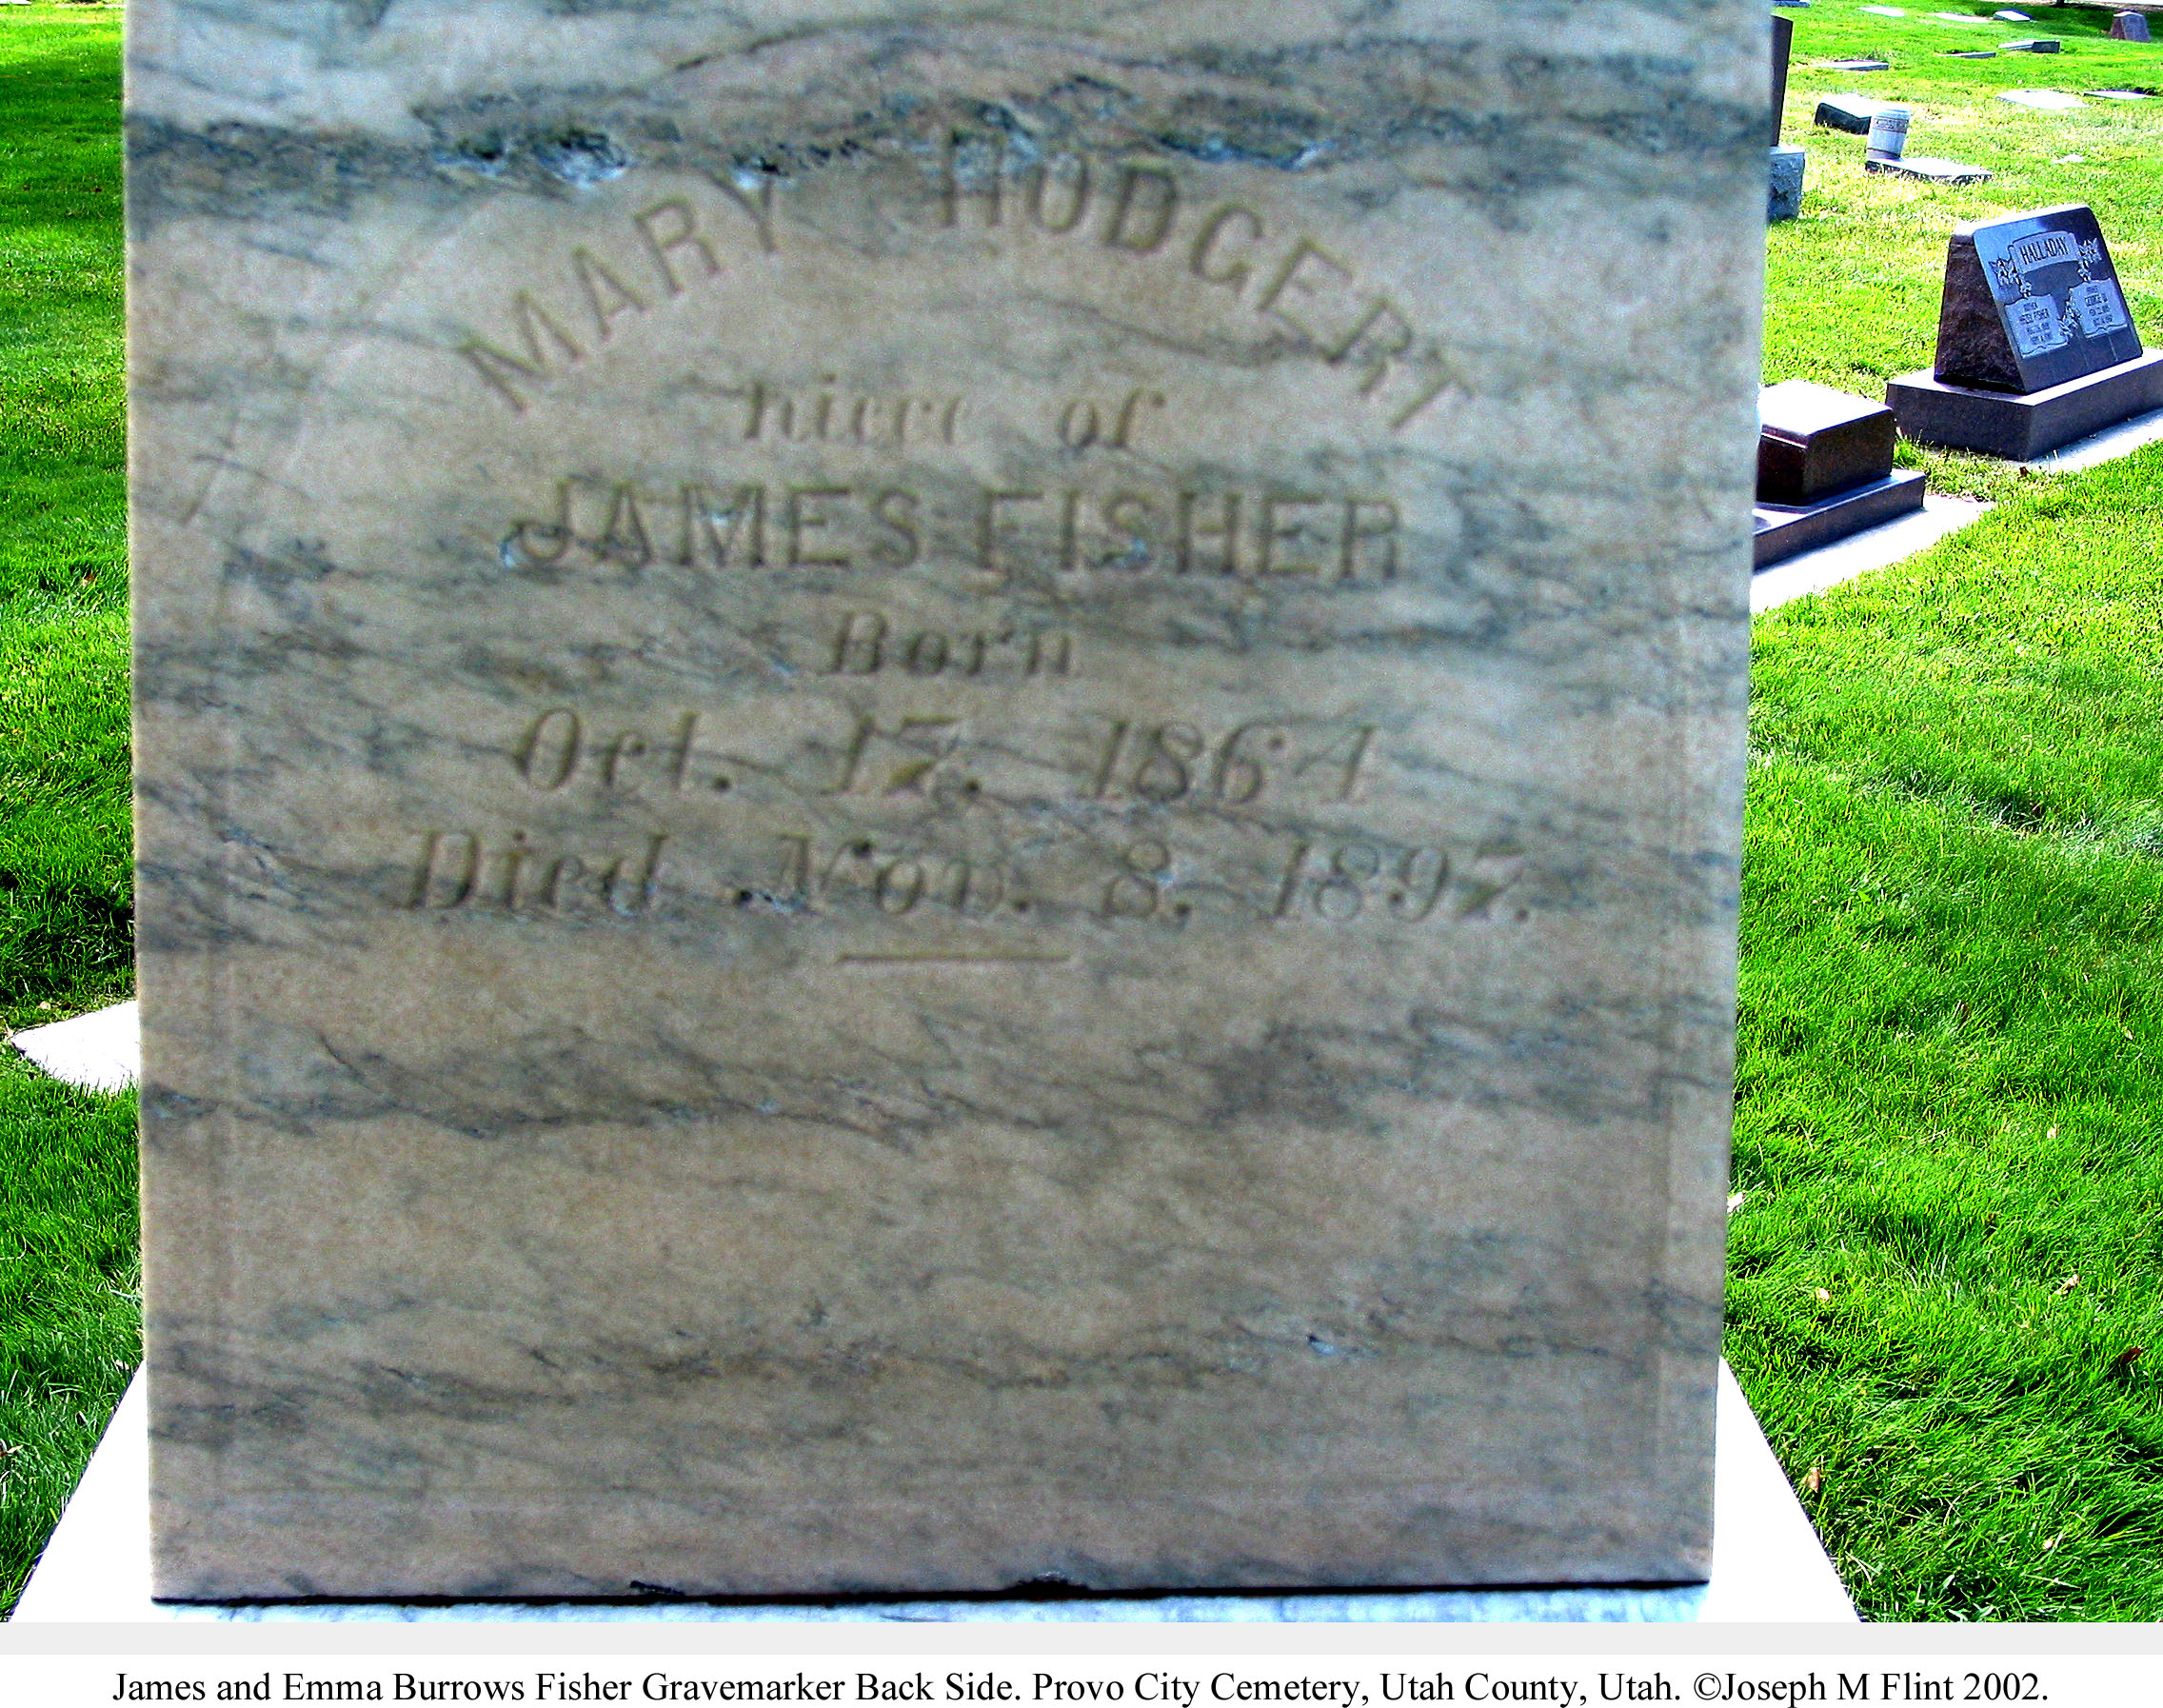 MARY HODGERT
niece of
JAMES FISHER
Born
Oct. 17, 1864
Died Nov. 8, 1897.
HALLADAY
James and Emma Burrows Fisher Gravemarker Back Side. Provo City Cemetery, Utah County, Utah. ©Joseph M Flint 2002.